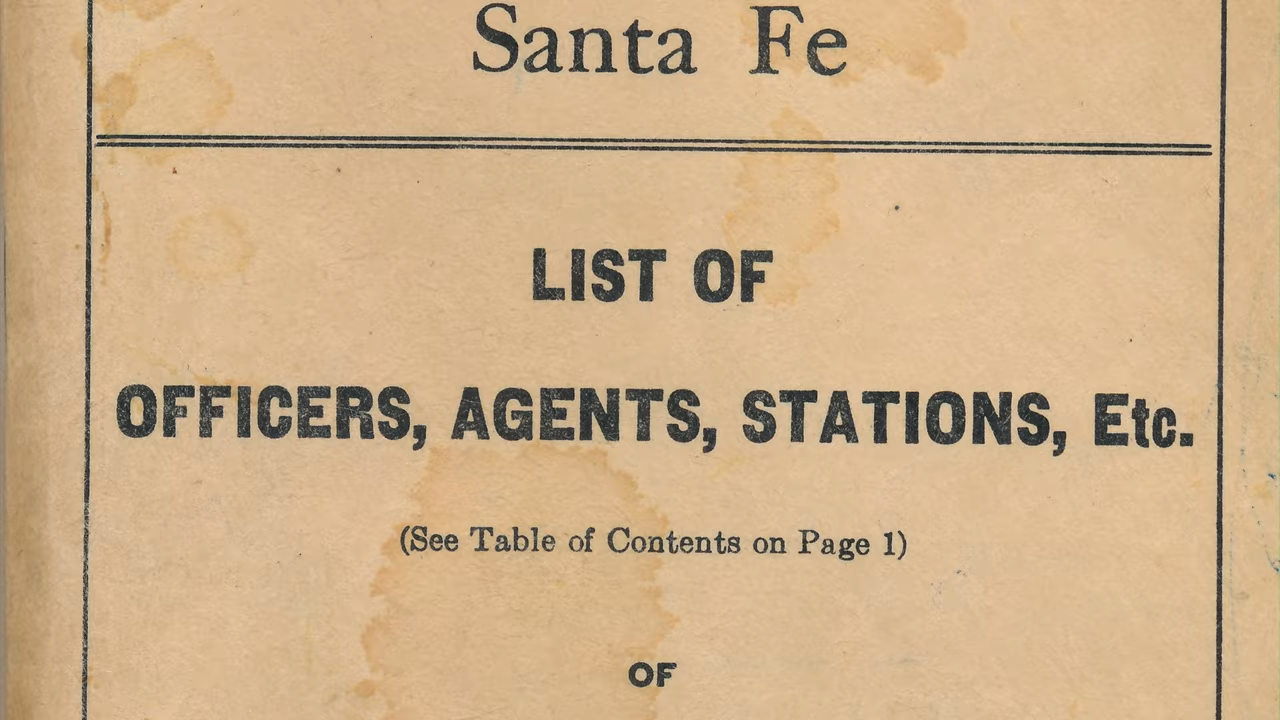 Santa Fe
LIST OF
OFFICERS, AGENTS, STATIONS, Etc.
(See Table of Contents on Page 1)
OF